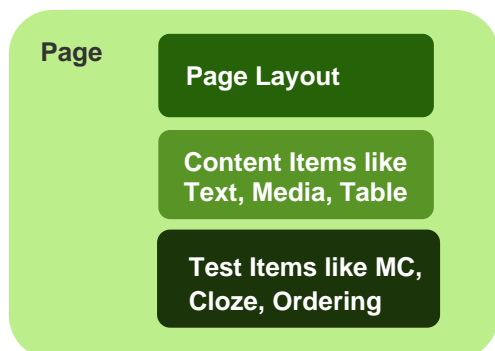 Page
Page Layout
Content Items like
Text, Media, Table
Test Items like MC,
Cloze, Ordering